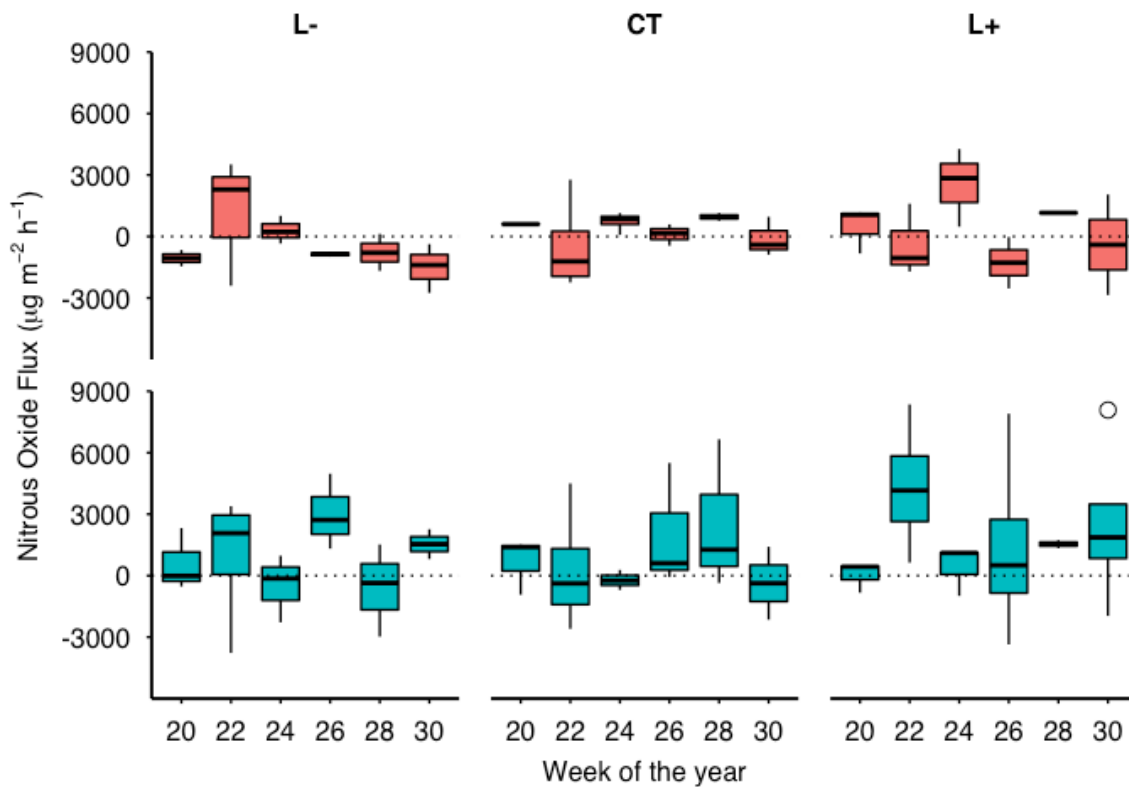 L- CT L+
9000
6000
3000
0
-3000
9000
6000
3000
0
-3000
Nitrous Oxide Flux (μg m⁻² h⁻¹)
20 22 24 26 28 30 20 22 24 26 28 30 20 22 24 26 28 30
Week of the year